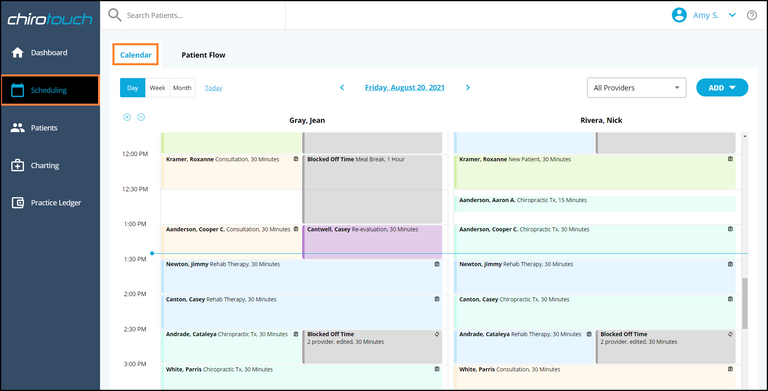 chirotouch
Search Patients...
Amy S.
Dashboard
Scheduling
Patients
Charting
Practice Ledger
Calendar
Patient Flow
Day
Week
Month
Today
Friday, August 20, 2021
All Providers
ADD
Gray, Jean
Rivera, Nick
12:00 PM
Kramer, Roxanne Consultation, 30 Minutes
Blocked Off Time Meal Break, 1 Hour
Kramer, Roxanne New Patient, 30 Minutes
12:30 PM
Aanderson, Aaron A. Chiropractic Tx, 15 Minutes
1:00 PM
Aanderson, Cooper C. Consultation, 30 Minutes
Cantwell, Casey Re-evaluation, 30 Minutes
Aanderson, Cooper C. Chiropractic Tx, 30 Minutes
1:30 PM
Newton, Jimmy Rehab Therapy, 30 Minutes
Newton, Jimmy Rehab Therapy, 30 Minutes
2:00 PM
Canton, Casey Rehab Therapy, 30 Minutes
Canton, Casey Chiropractic Tx, 30 Minutes
2:30 PM
Andrade, Cataleya Chiropractic Tx, 30 Minutes
Blocked Off Time
2 provider, edited, 30 Minutes
Andrade, Cataleya Rehab Therapy, 30 Minutes
Blocked Off Time
2 provider, edited, 30 Minutes
3:00 PM
White, Parris Chiropractic Tx, 30 Minutes
White, Parris Consultation, 30 Minutes